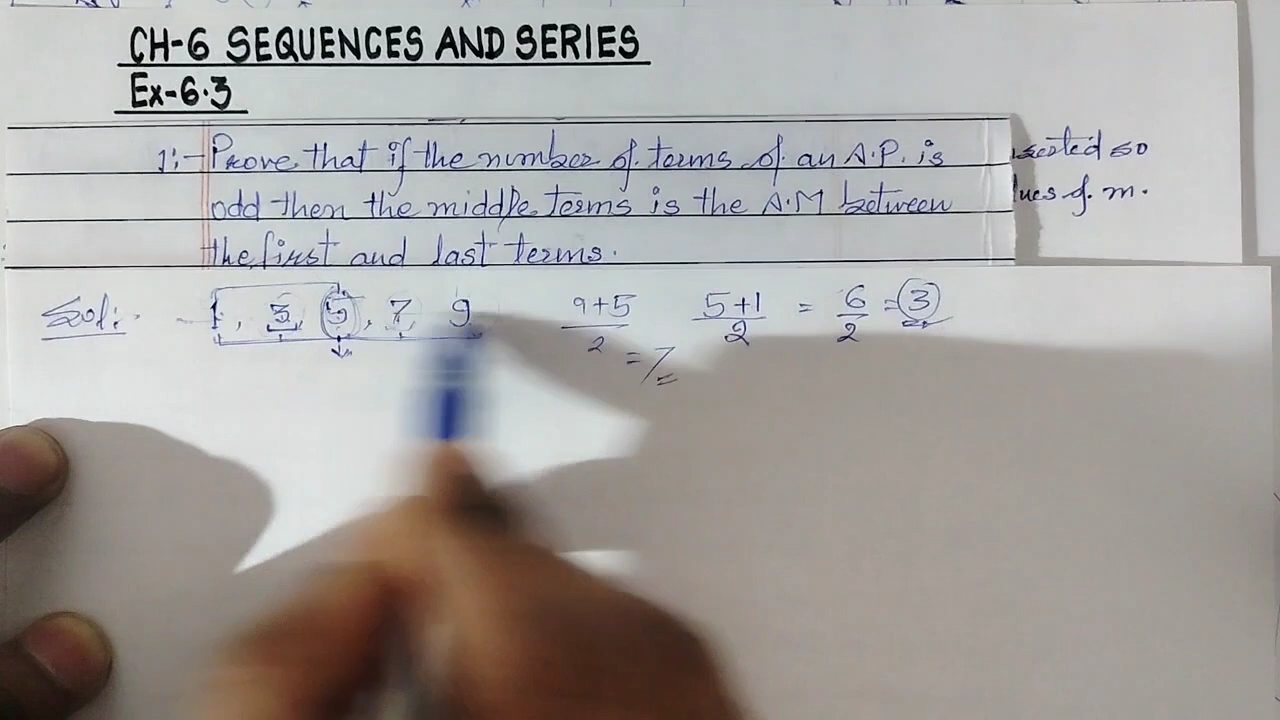 CH-6 SEQUENCES AND SERIES
Ex-6.3
1:- Prove that if the number of terms of an A.P. is
odd then the middle terms is the A.M between
the first and last terms.
so
of m.
Sol:- 1, 3, 5, 7, 9 9+5/2 = 7 5+1/2 = 6/2 = 3